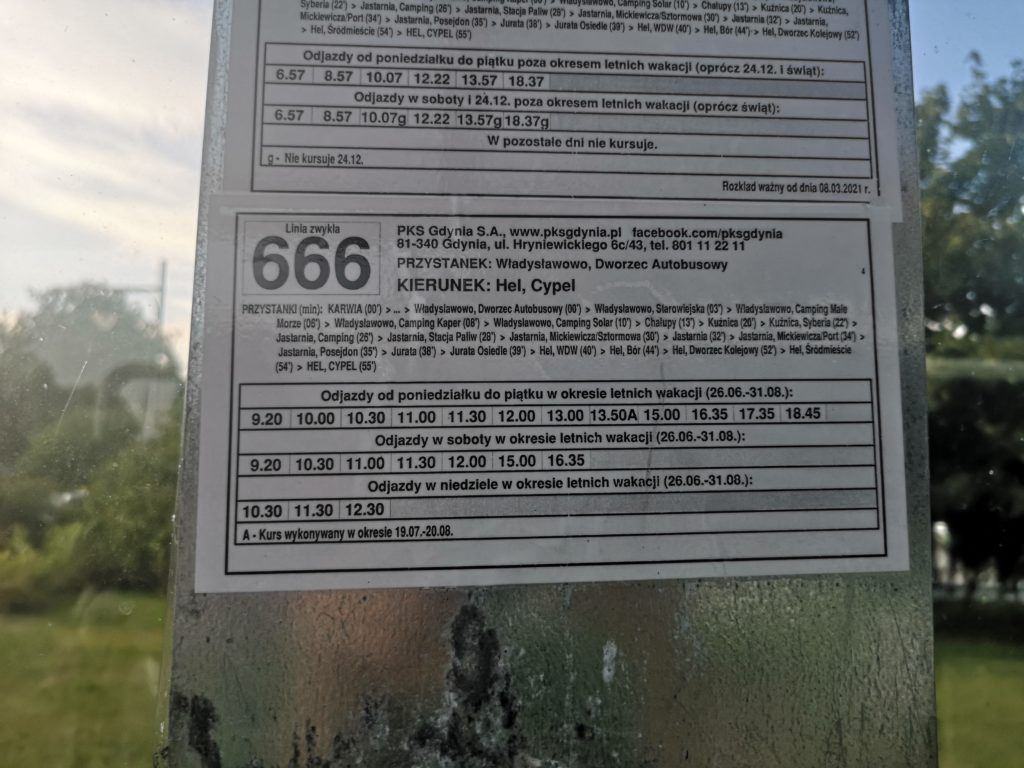 Władysławowo, Camping Solar (10') > Chałupy (13') > Kuźnica (20') > Kuźnica,
Syberia (22') > Jastarnia, Camping (26') > Jastarnia, Stacja Paliw (28') > Jastarnia, Mickiewicza/Sztormowa (30') > Jastarnia (32') > Jastarnia,
Mickiewicza/Port (34') > Jastarnia, Posejdon (35') > Jurata (38') > Jurata Osiedle (39') > Hel, WDW (40') > Hel, Bór (44') > Hel, Dworzec Kolejowy (52')
> Hel, Śródmieście (54') > HEL, CYPEL (55')
Odjazdy od poniedziałku do piątku poza okresem letnich wakacji (oprócz 24.12. i świąt):
6.57 8.57 10.07 12.22 13.57 18.37
Odjazdy w soboty i 24.12. poza okresem letnich wakacji (oprócz świąt):
6.57 8.57 10.07g 12.22 13.57g 18.37g
W pozostałe dni nie kursuje.
g - Nie kursuje 24.12.
Rozkład ważny od dnia 08.03.2021 r.
Linia zwykła
666
PKS Gdynia S.A., www.pksgdynia.pl facebook.com/pksgdynia
81-340 Gdynia, ul. Hryniewickiego 6c/43, tel. 801 11 22 11
PRZYSTANEK: Władysławowo, Dworzec Autobusowy
4
KIERUNEK: Hel, Cypel
PRZYSTANKI (min): KARWIA (00') > ... > Władysławowo, Dworzec Autobusowy (00') > Władysławowo, Starowiejska (03') > Władysławowo, Camping Małe
Morze (06') > Władysławowo, Camping Kaper (08') > Władysławowo, Camping Solar (10') > Chałupy (13') > Kuźnica (20') > Kuźnica, Syberia (22') >
Jastarnia, Camping (26') > Jastarnia, Stacja Paliw (28') > Jastarnia, Mickiewicza/Sztormowa (30') > Jastarnia (32') > Jastarnia, Mickiewicza/Port (34') >
Jastarnia, Posejdon (35') > Jurata (38') > Jurata Osiedle (39') > Hel, WDW (40') > Hel, Bór (44') > Hel, Dworzec Kolejowy (52') > Hel, Śródmieście
(54') > HEL, CYPEL (55')
Odjazdy od poniedziałku do piątku w okresie letnich wakacji (26.06.-31.08.):
9.20 10.00 10.30 11.00 11.30 12.00 13.00 13.50A 15.00 16.35 17.35 18.45
Odjazdy w soboty w okresie letnich wakacji (26.06.-31.08.):
9.20 10.30 11.00 11.30 12.00 15.00 16.35
Odjazdy w niedziele w okresie letnich wakacji (26.06.-31.08.):
10.30 11.30 12.30
A - Kurs wykonywany w okresie 19.07.-20.08.